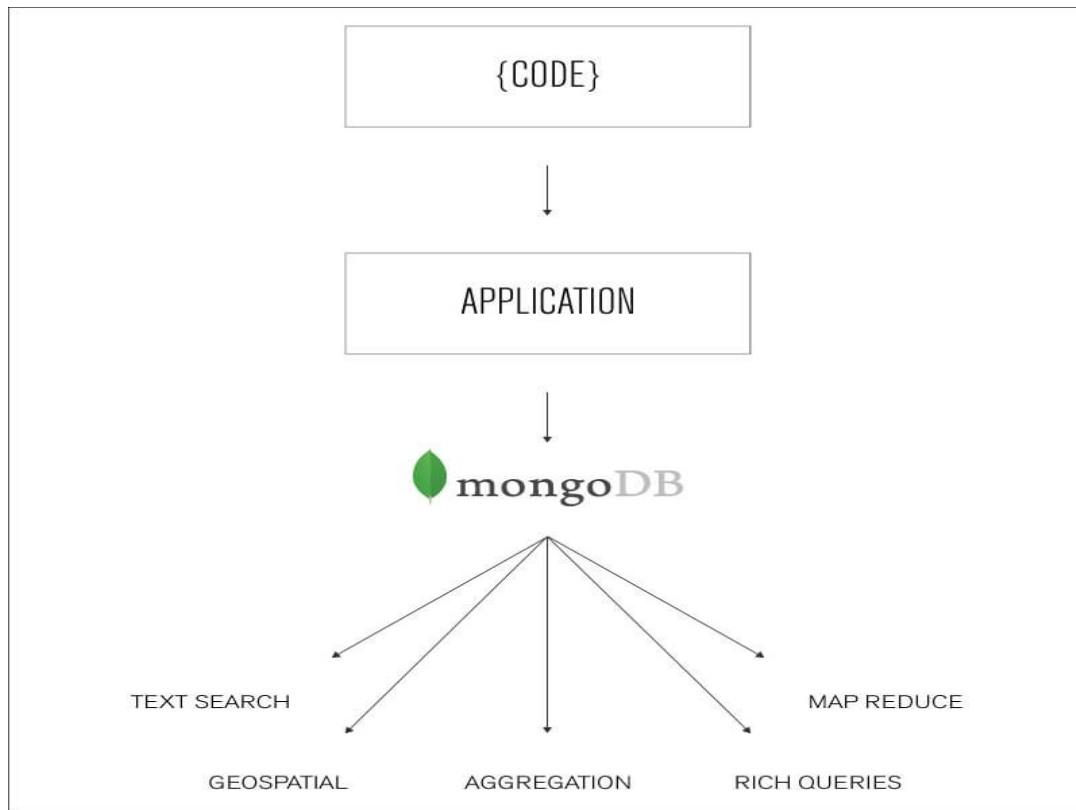 {CODE}
APPLICATION
mongoDB
TEXT SEARCH
MAP REDUCE
GEOSPATIAL
AGGREGATION
RICH QUERIES